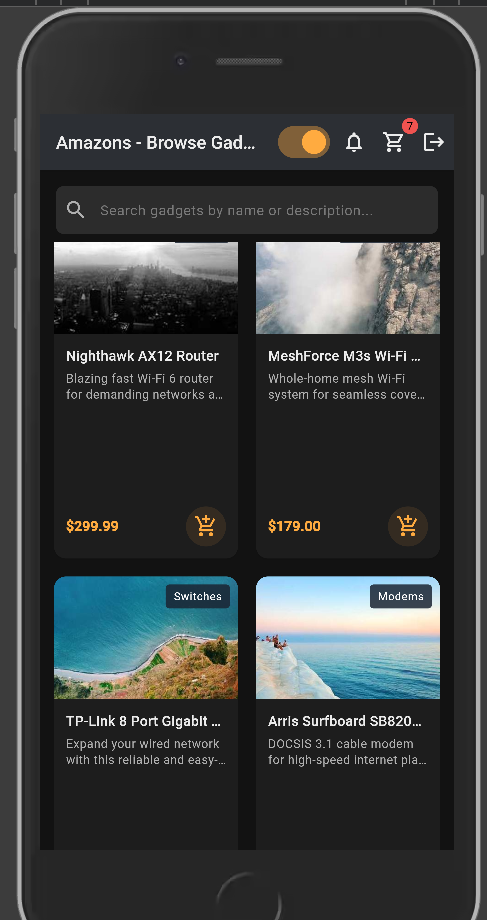 Amazons - Browse Gad...
7
Search gadgets by name or description...
Nighthawk AX12 Router
Blazing fast Wi-Fi 6 router
for demanding networks a...
$299.99
MeshForce M3s Wi-Fi ...
Whole-home mesh Wi-Fi
system for seamless cove...
$179.00
Switches
TP-Link 8 Port Gigabit ...
Expand your wired network
with this reliable and easy-...
Modems
Arris Surfboard SB820...
DOCSIS 3.1 cable modem
for high-speed internet pla...